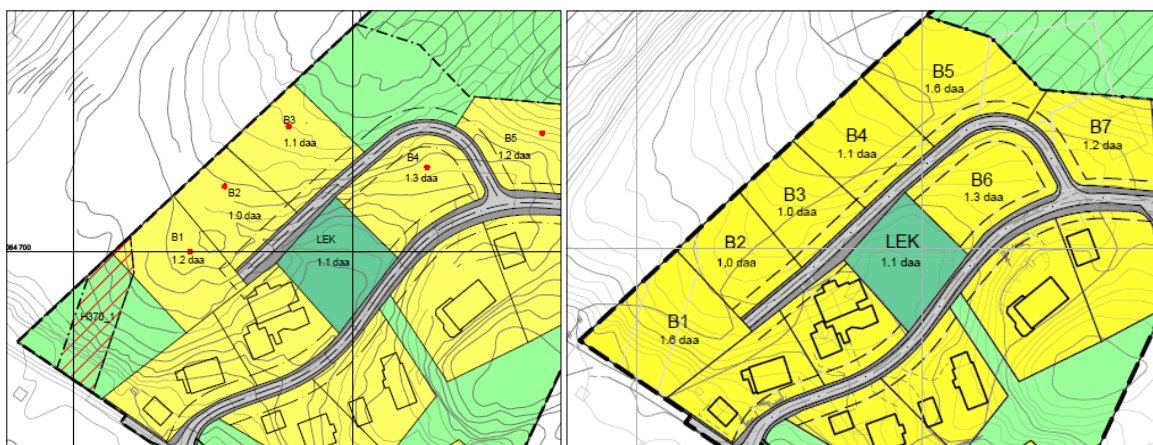 B3
1.1 daa
B5
1.2 daa
B4
1.3 daa
B2
1.0 daa
B1
1.2 daa
LEK
1.1 daa
084 700
H370_1
B5
1.6 daa
B4
1.1 daa
B7
1.2 daa
B3
1.0 daa
B6
1.3 daa
B2
1,0 daa
LEK
1.1 daa
B1
1.6 daa